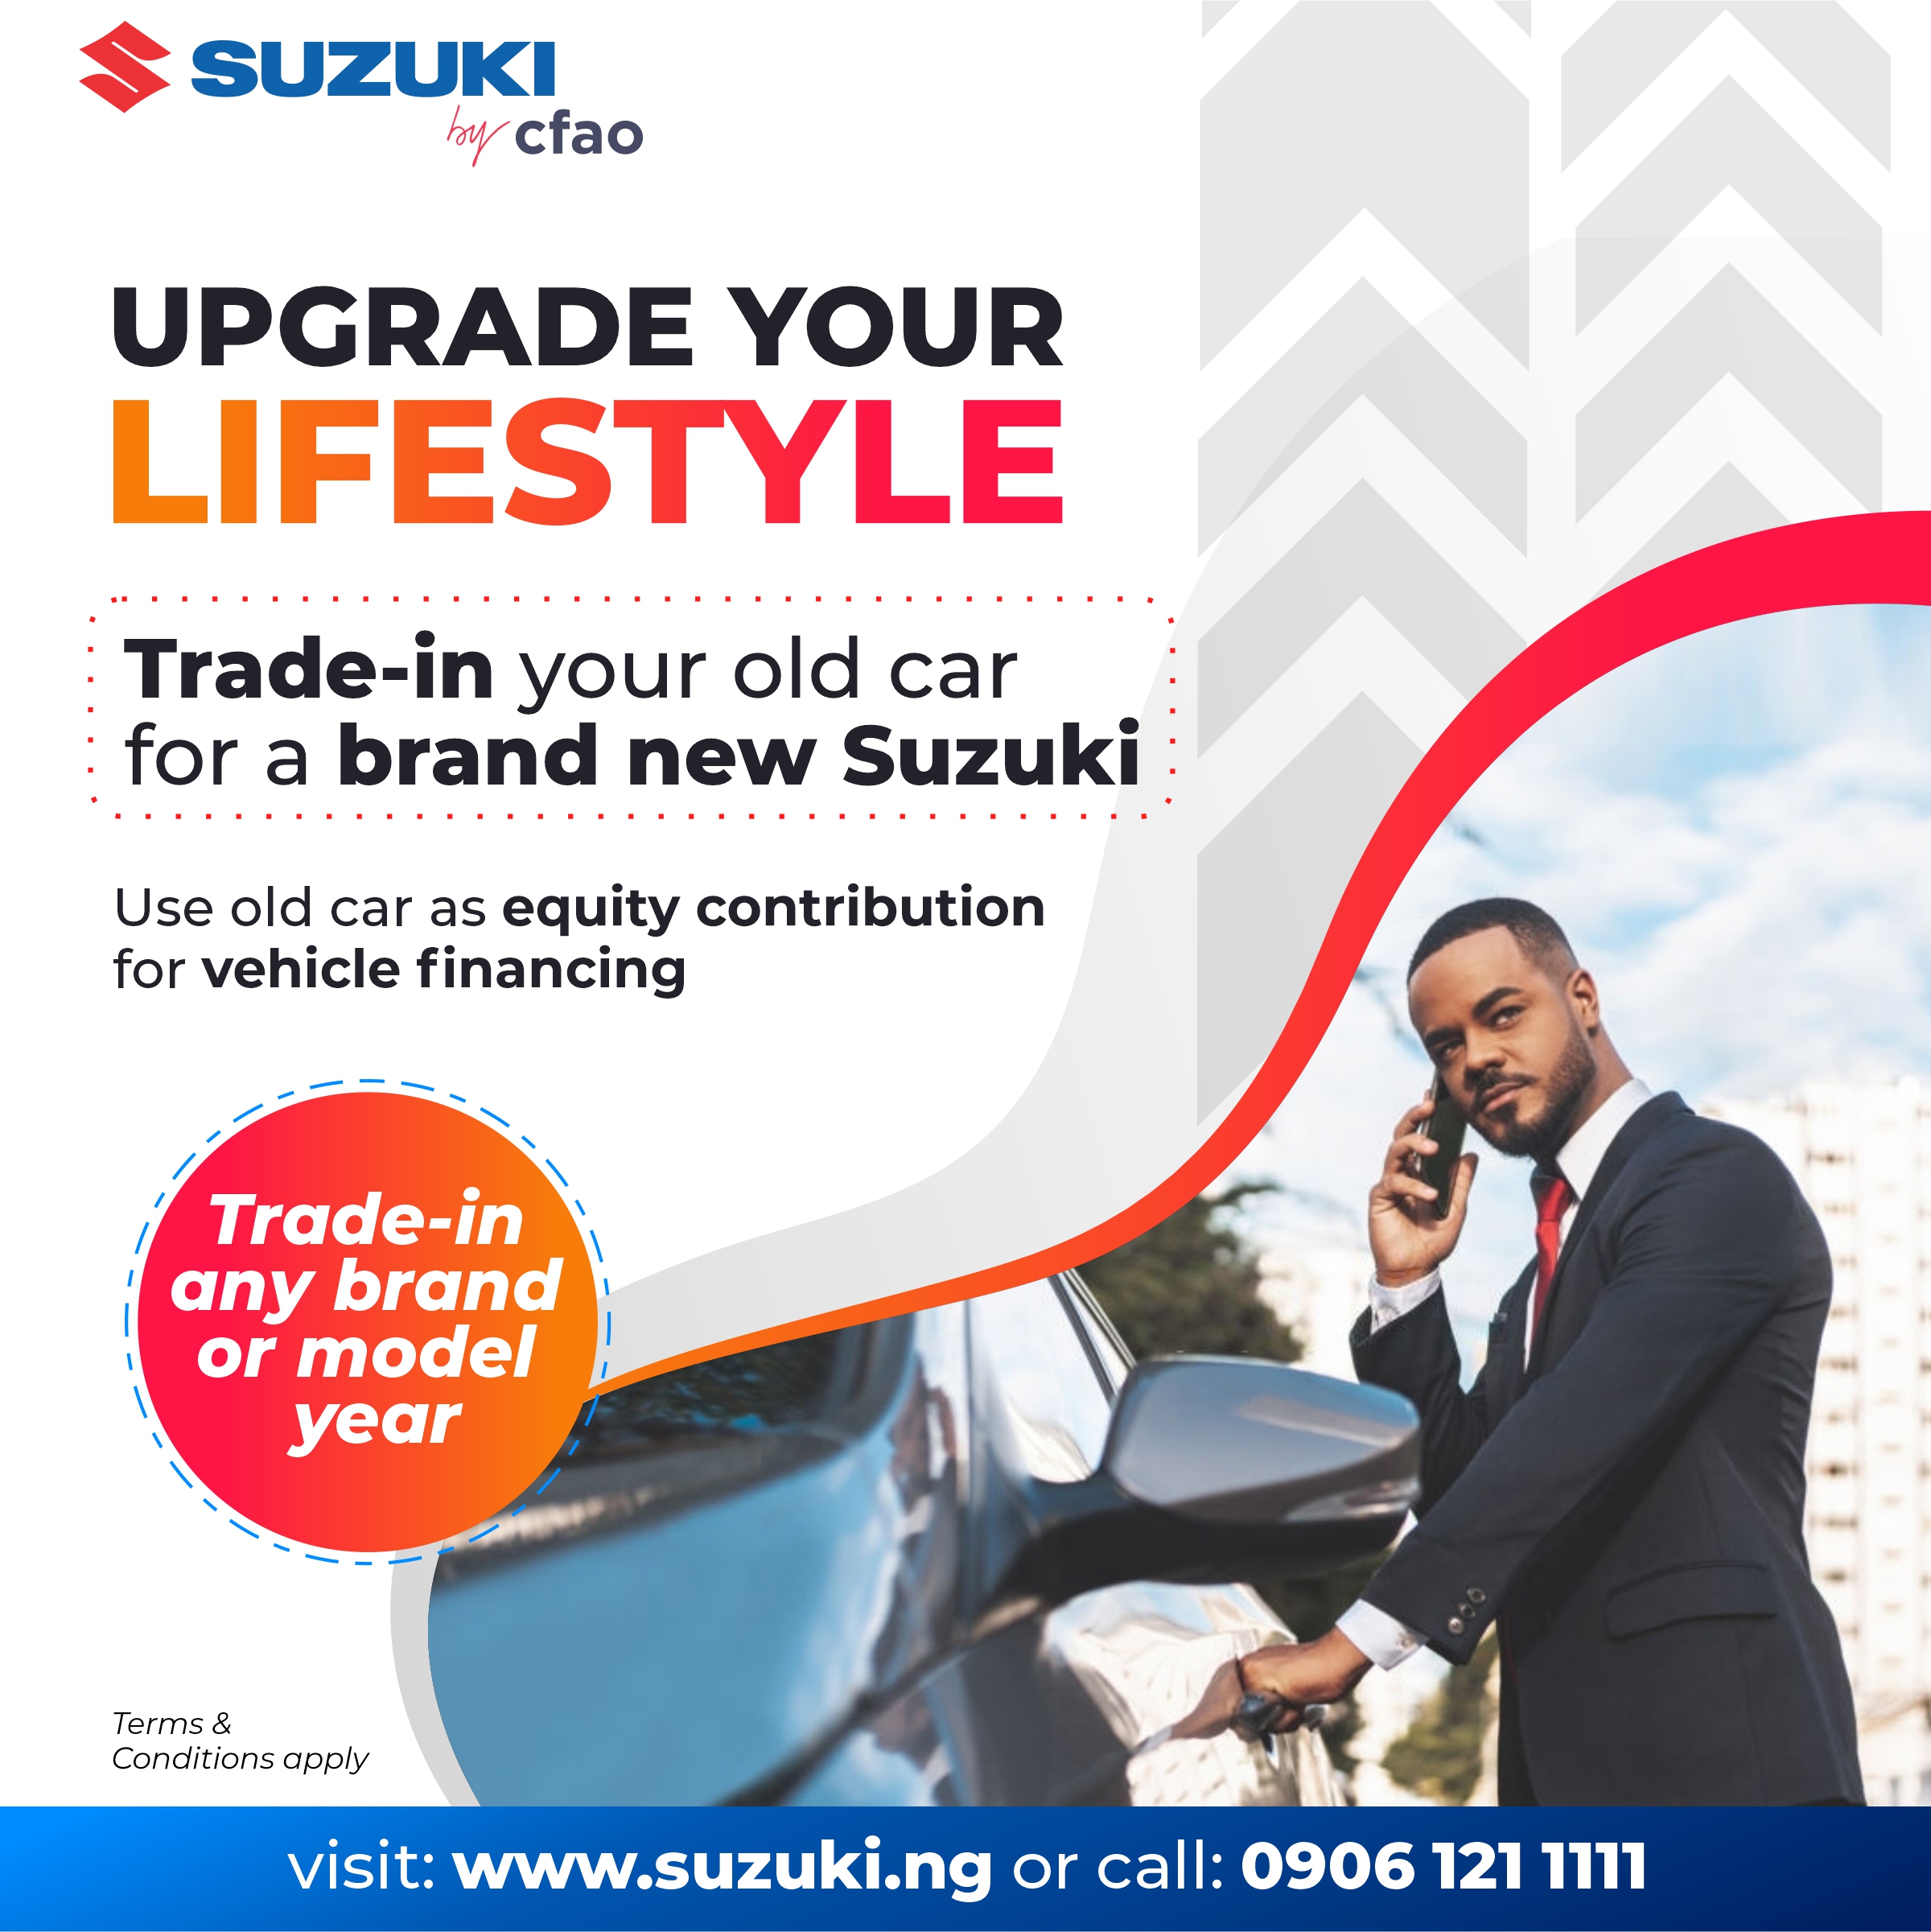 SUZUKI
by cfao
UPGRADE YOUR
LIFESTYLE
Trade-in your old car
for a brand new Suzuki
Use old car as equity contribution
for vehicle financing
Trade-in
any brand
or model
year
Terms &
Conditions apply
visit: www.suzuki.ng or call: 0906 121 1111